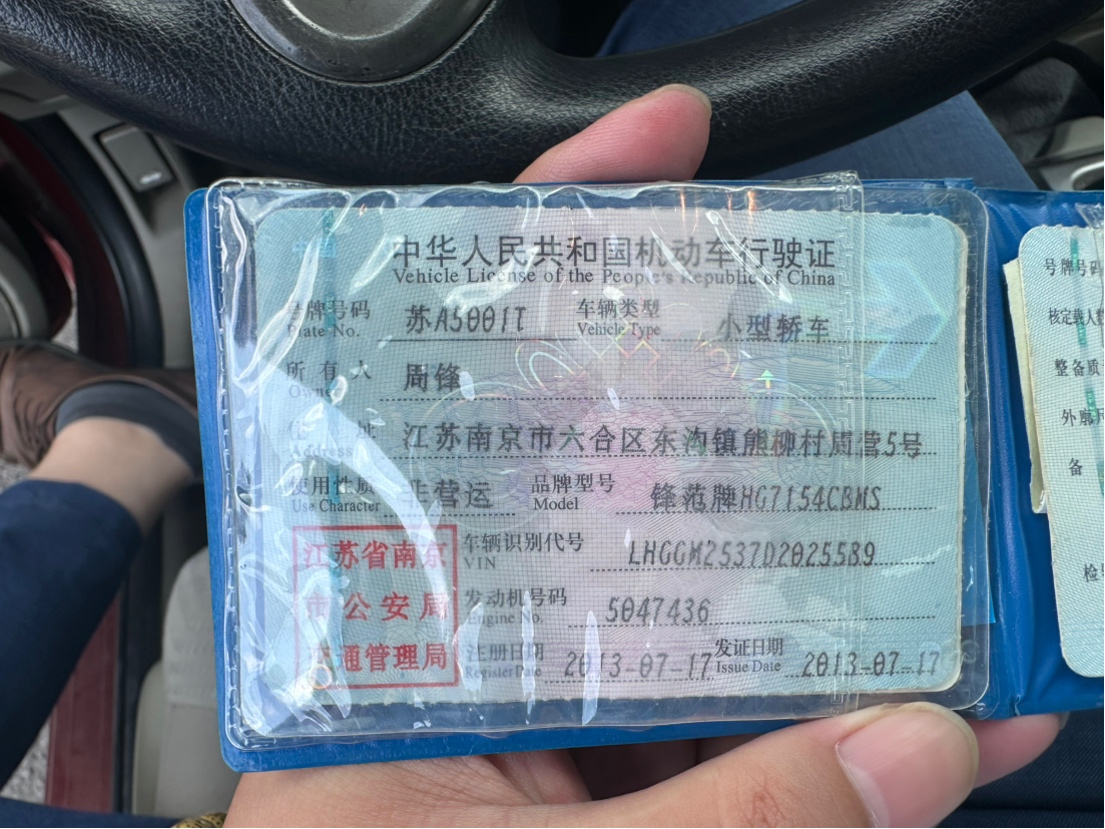 中华人民共和国机动车行驶证
Vehicle License of the People's Republic of China
号牌号码 苏A5001T 车辆类型 小型轿车
Plate No. Vehicle Type
所有人 周锋
Owner
住址 江苏南京市六合区东沟镇熊柳村周营5号
Address
使用性质 非营运 品牌型号 锋范牌HG7154CBMS
Use Character Model
江苏省南京 车辆识别代号 LHGGM2537D2025589
VIN
市公安局 发动机号码 5047436
Engine No.
交通管理局 注册日期 2013-07-17 发证日期 2013-07-17
Register Date Issue Date
号牌号码
核定载人
整备质
外廓
备
检